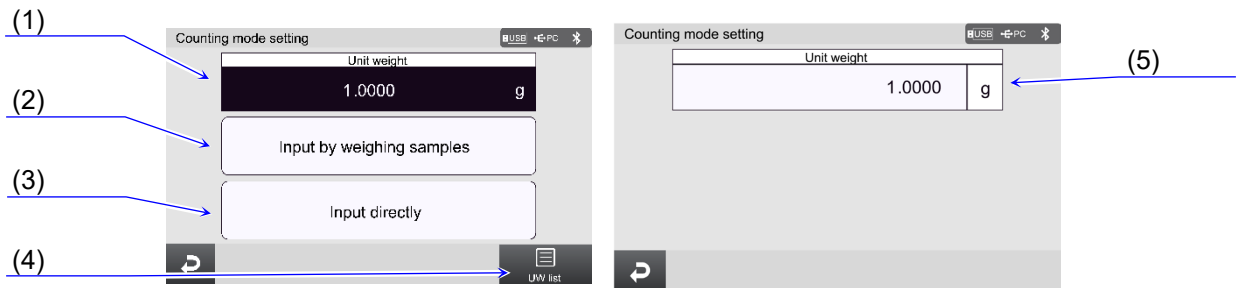 (1)
Counting mode setting
USB PC
Unit weight
1.0000 g
(2)
Input by weighing samples
(3)
Input directly
(4)
UW list
Counting mode setting
USB PC
Unit weight
1.0000 g
(5)